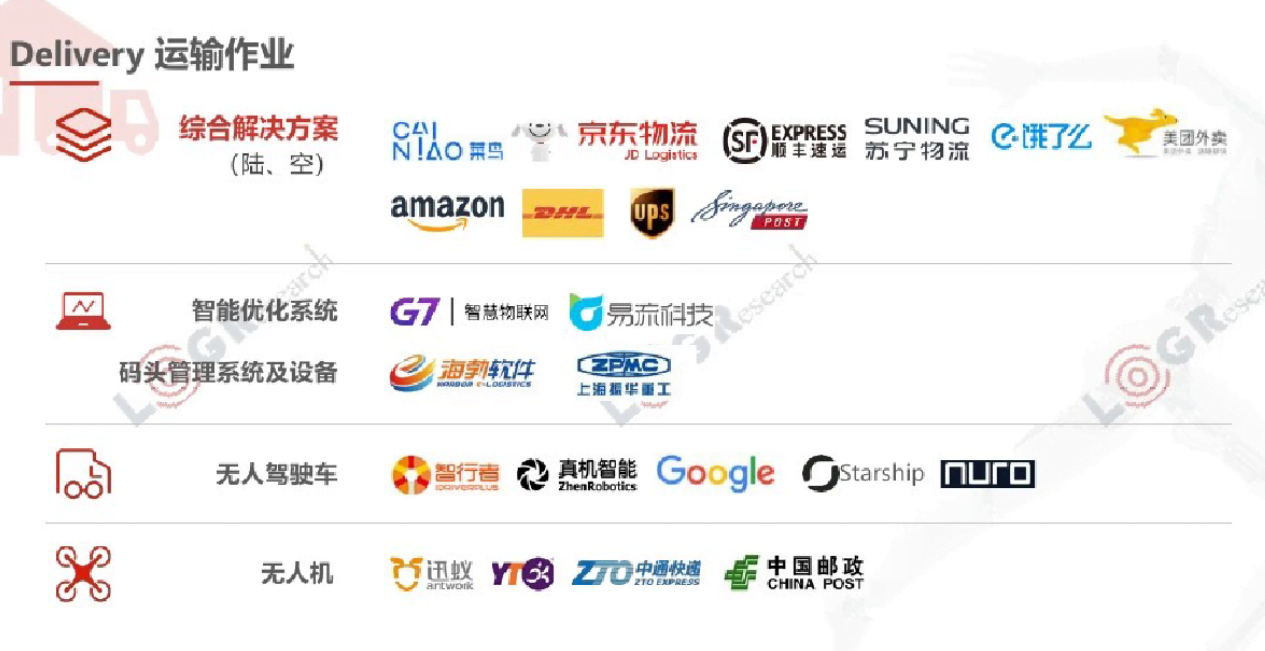 Delivery 运输作业
综合解决方案
(陆、空)
CAI NIAO 菜鸟
京东物流
JD Logistics
SF EXPRESS
顺丰速运
SUNING
苏宁物流
饿了么
美团外卖
amazon
DHL
ups
Singapore POST
智能优化系统
G7 | 智慧物联网
易流科技
码头管理系统及设备
海勃软件
HARBOR e-LOGISTICS
ZPMC
上海振华重工
无人驾驶车
智行者
IDRIVERPLUS
真机智能
ZhenRobotics
Google
Starship
nuro
无人机
迅蚁
antwork
YTO
ZTO 中通快递
ZTO EXPRESS
中国邮政
CHINA POST
LOGResearch
LOGResearch
LOGResearch